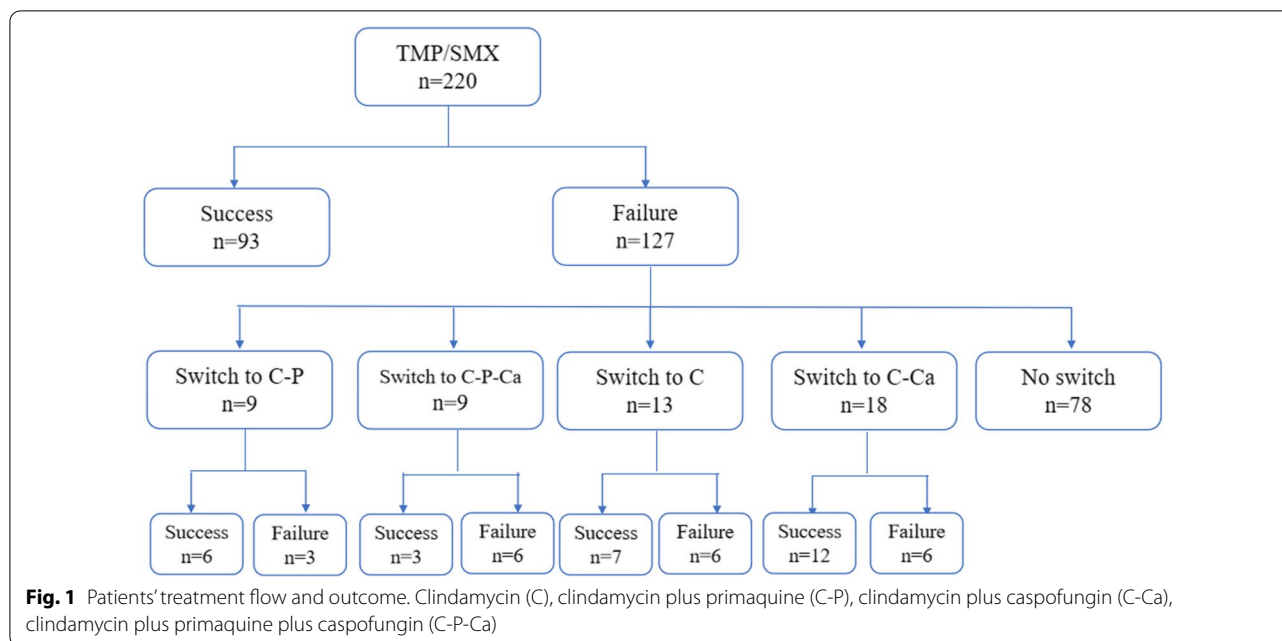 TMP/SMX
n=220
Success
n=93
Failure
n=127
Switch to C-P
n=9
Switch to C-P-Ca
n=9
Switch to C
n=13
Switch to C-Ca
n=18
No switch
n=78
Success
n=6
Failure
n=3
Success
n=3
Failure
n=6
Success
n=7
Failure
n=6
Success
n=12
Failure
n=6
Fig. 1 Patients’ treatment flow and outcome. Clindamycin (C), clindamycin plus primaquine (C-P), clindamycin plus caspofungin (C-Ca),
clindamycin plus primaquine plus caspofungin (C-P-Ca)